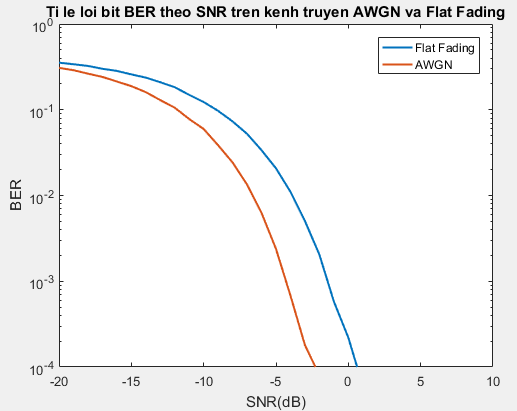 Ti le loi bit BER theo SNR tren kenh truyen AWGN va Flat Fading
10^0
Flat Fading
AWGN
10^-1
BER
10^-2
10^-3
10^-4
-20 -15 -10 -5 0 5 10
SNR(dB)